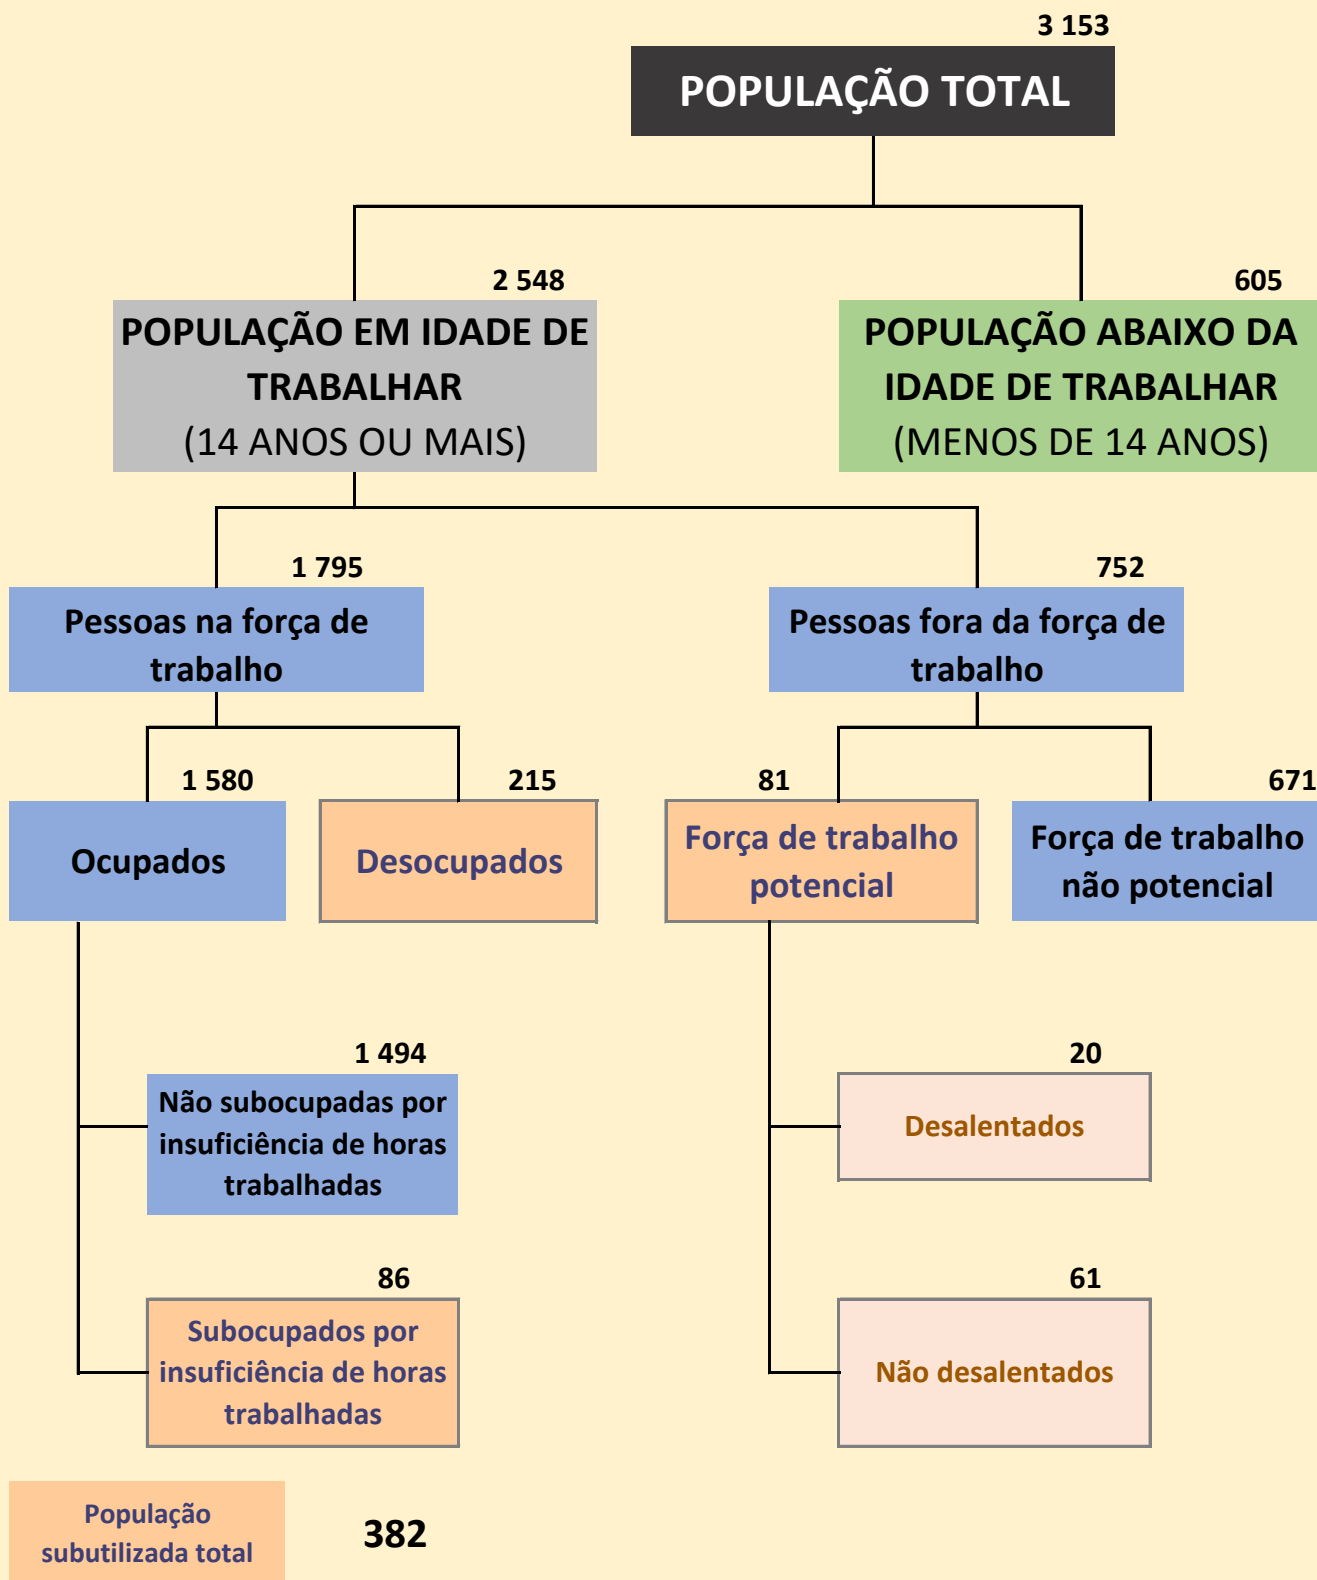 3 153
POPULAÇÃO TOTAL
2 548
POPULAÇÃO EM IDADE DE
TRABALHAR
(14 ANOS OU MAIS)
605
POPULAÇÃO ABAIXO DA
IDADE DE TRABALHAR
(MENOS DE 14 ANOS)
1 795
Pessoas na força de
trabalho
752
Pessoas fora da força de
trabalho
1 580
Ocupados
215
Desocupados
81
Força de trabalho
potencial
671
Força de trabalho
não potencial
1 494
Não subocupadas por
insuficiência de horas
trabalhadas
20
Desalentados
86
Subocupados por
insuficiência de horas
trabalhadas
61
Não desalentados
População
subutilizada total
382